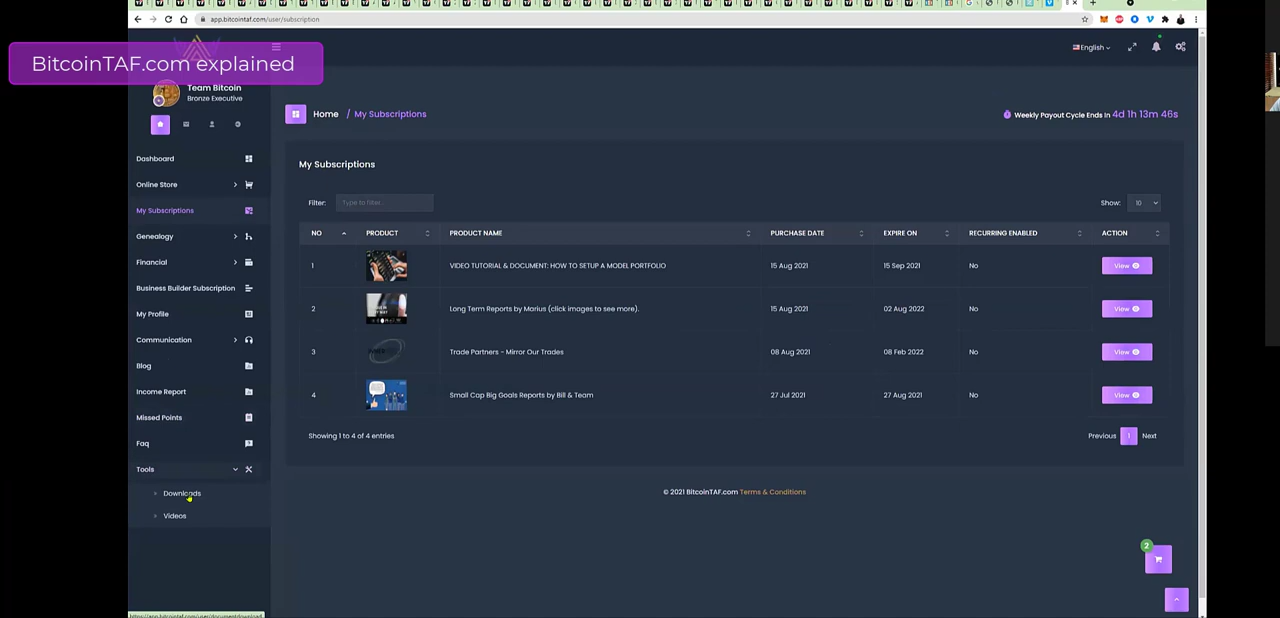 app.bitcointaf.com/user/subscription
BitcoinTAF.com explained
English
Team Bitcoin
Bronze Executive
Home / My Subscriptions
Weekly Payout Cycle Ends In 4d 1h 13m 46s
Dashboard
Online Store
My Subscriptions
Genealogy
Financial
Business Builder Subscription
My Profile
Communication
Blog
Income Report
Missed Points
Faq
Tools
Downloads
Videos
My Subscriptions
Filter: Type to filter...
Show: 10
NO PRODUCT PRODUCT NAME PURCHASE DATE EXPIRE ON RECURRING ENABLED ACTION
1 VIDEO TUTORIAL & DOCUMENT: HOW TO SETUP A MODEL PORTFOLIO 15 Aug 2021 15 Sep 2021 No View
2 Long Term Reports by Marius (click images to see more). 15 Aug 2021 02 Aug 2022 No View
3 Trade Partners - Mirror Our Trades 08 Aug 2021 08 Feb 2022 No View
4 Small Cap Big Goals Reports by Bill & Team 27 Jul 2021 27 Aug 2021 No View
Showing 1 to 4 of 4 entries
Previous 1 Next
© 2021 BitcoinTAF.com Terms & Conditions
2
https://app.bitcointaf.com/user/documentdownload